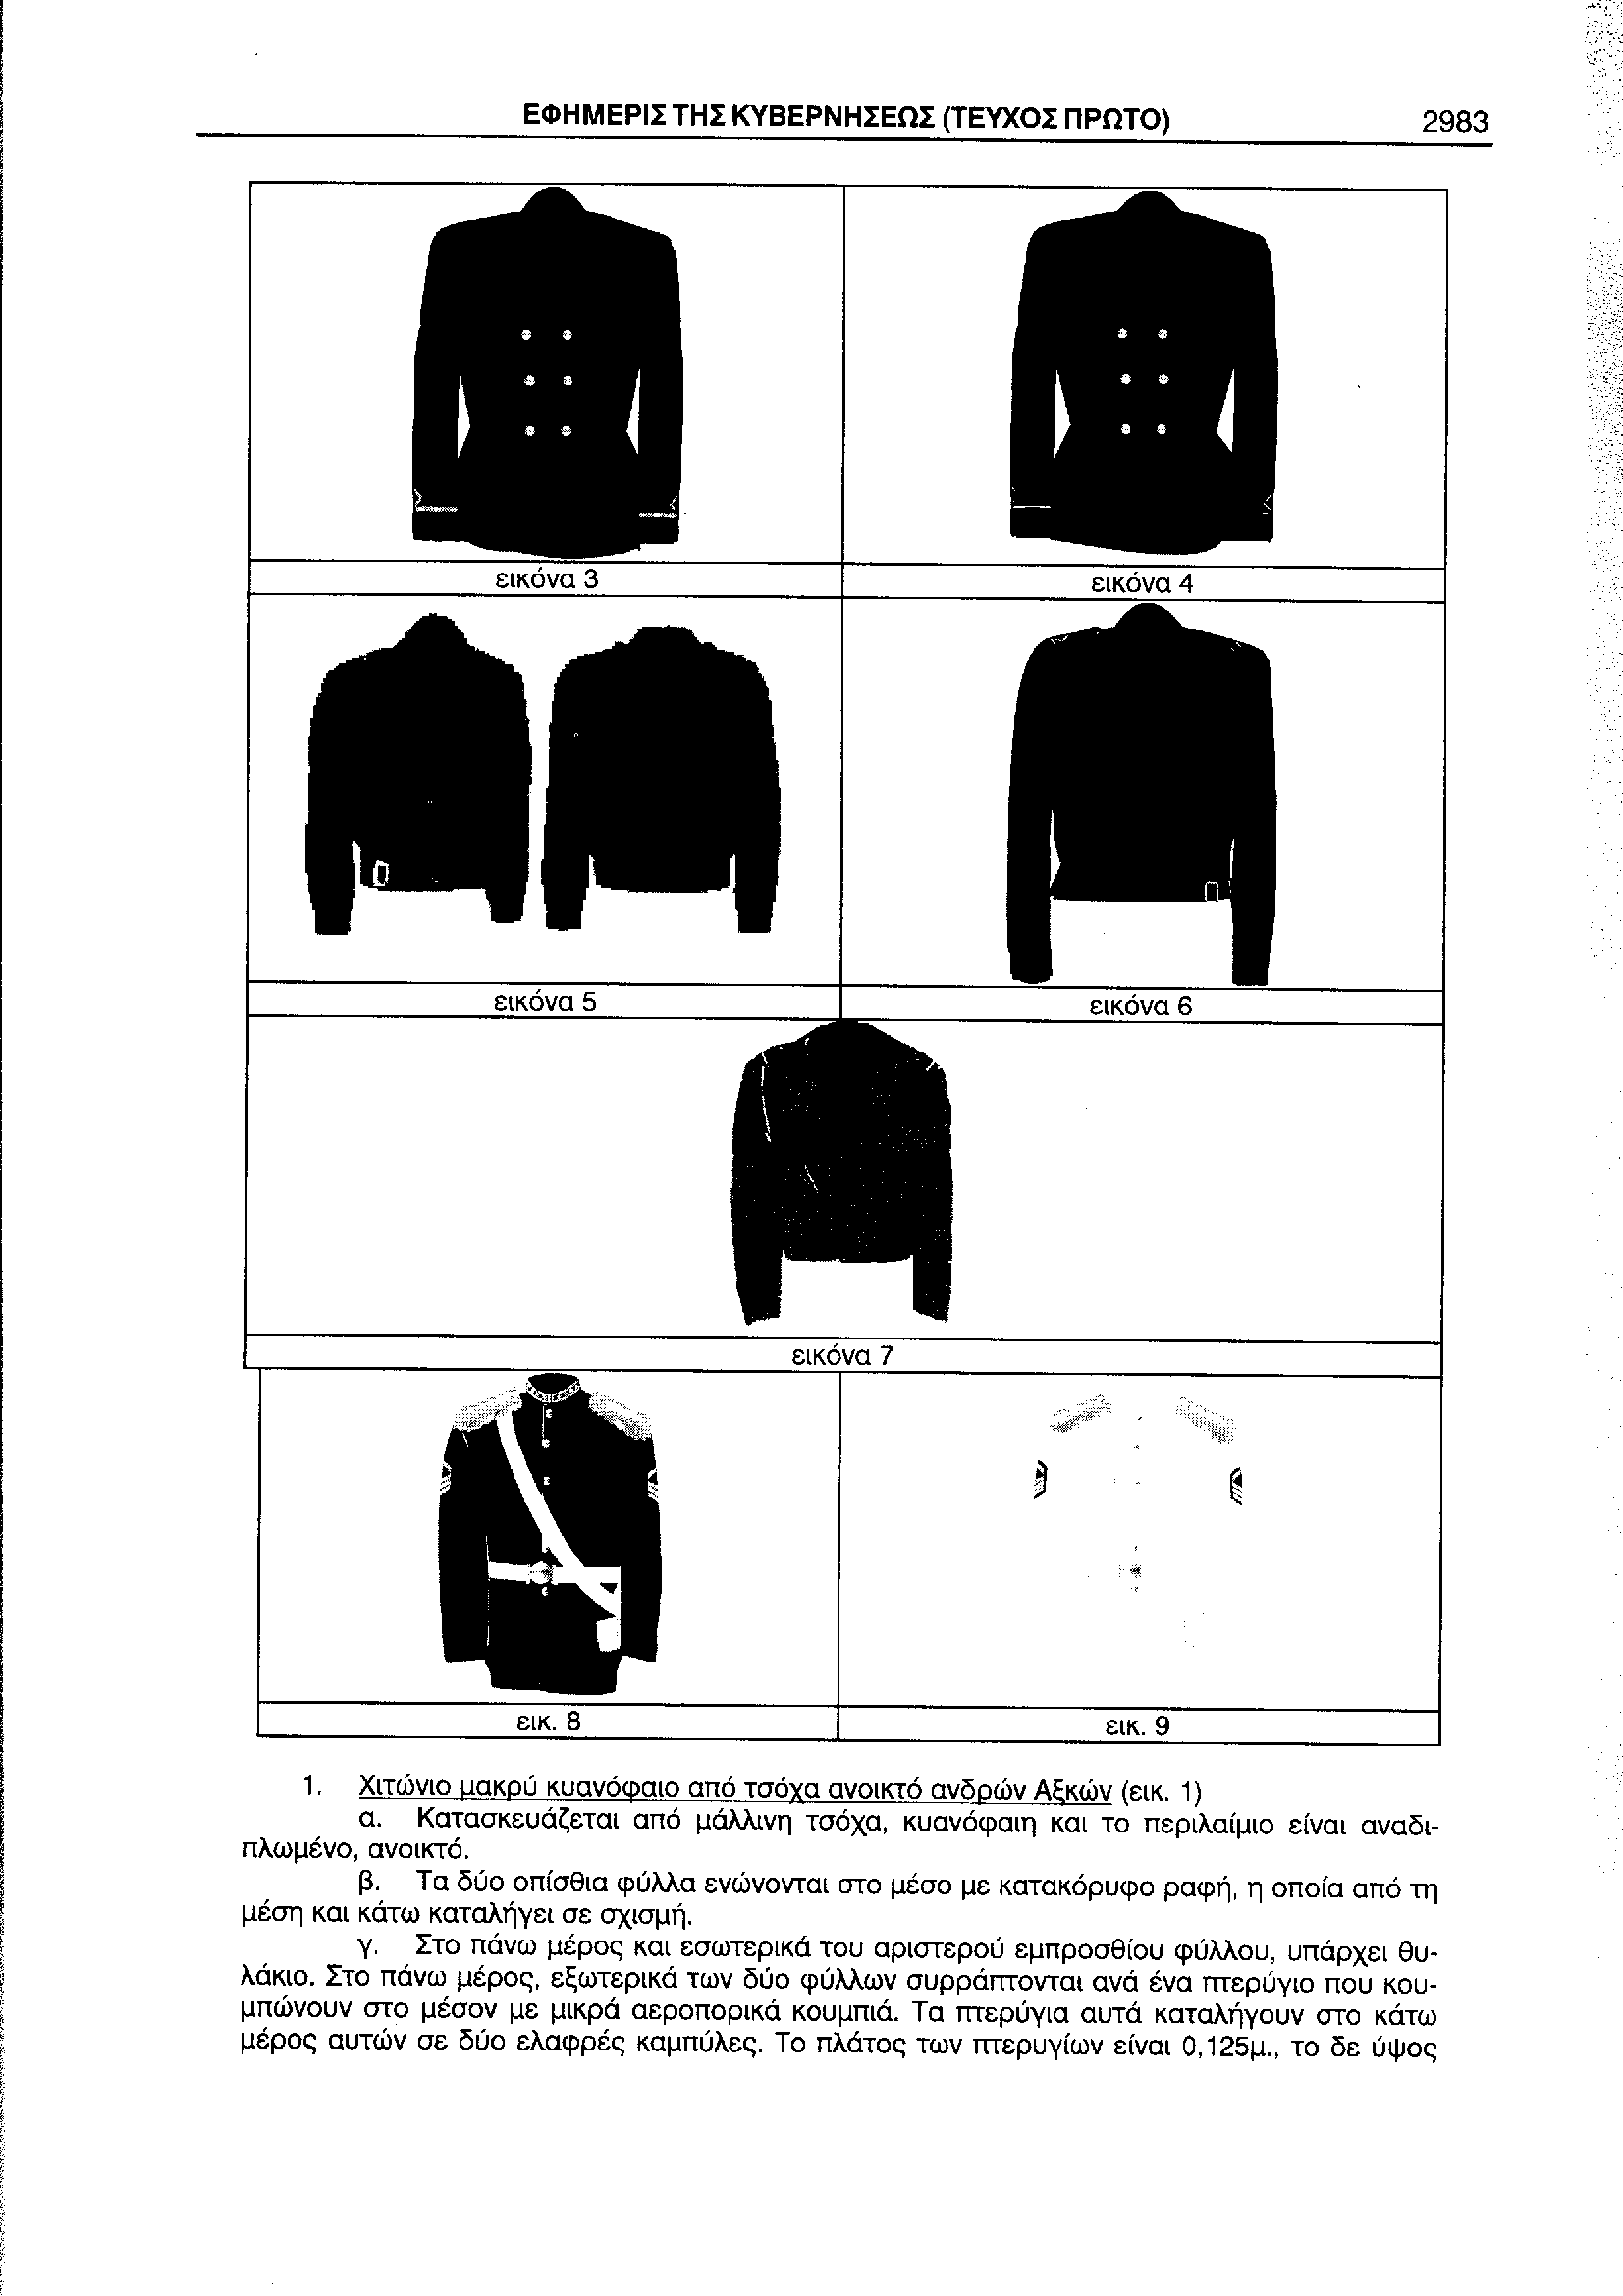 ΕΦΗΜΕΡΙΣ ΤΗΣ ΚΥΒΕΡΝΗΣΕΩΣ (ΤΕΥΧΟΣ ΠΡΩΤΟ) 2983
εικόνα 3 εικόνα 4
εικόνα 5 εικόνα 6
εικόνα 7
εικ. 8 εικ. 9
1. Χιτώνιο μακρύ κυανόφαιο από τσόχα ανοικτό ανδρών Αξκών (εικ. 1)
α. Κατασκευάζεται από μάλλινη τσόχα, κυανόφαιη και το περιλαίμιο είναι αναδι-
πλωμένο, ανοικτό.
β. Τα δύο οπίσθια φύλλα ενώνονται στο μέσο με κατακόρυφο ραφή, η οποία από τη
μέση και κάτω καταλήγει σε σχισμή.
γ. Στο πάνω μέρος και εσωτερικά του αριστερού εμπροσθίου φύλλου, υπάρχει θυ-
λάκιο. Στο πάνω μέρος, εξωτερικά των δύο φύλλων συρράπτονται ανά ένα πτερύγιο που κου-
μπώνουν στο μέσον με μικρά αεροπορικά κουμπιά. Τα πτερύγια αυτά καταλήγουν στο κάτω
μέρος αυτών σε δύο ελαφρές καμπύλες. Το πλάτος των πτερυγίων είναι 0,125μ., το δε ύψος